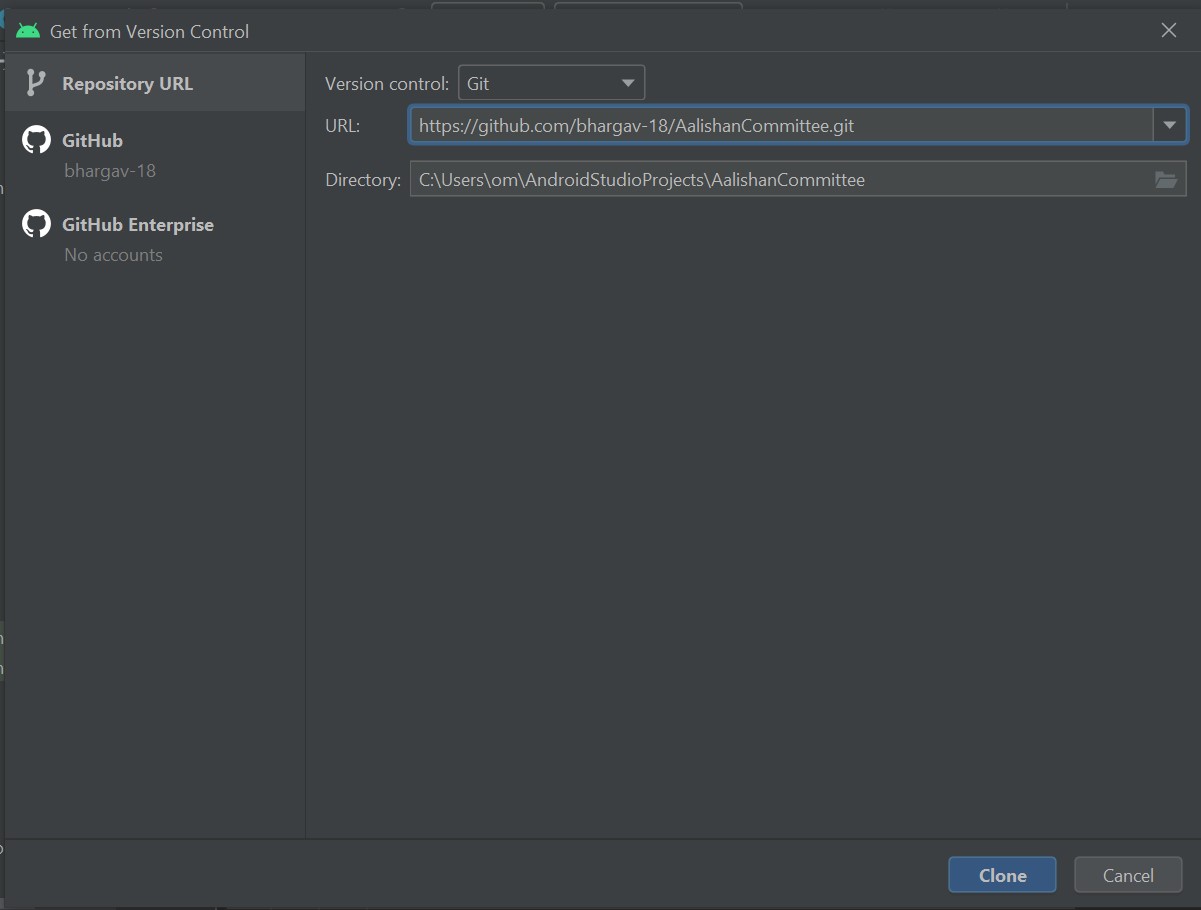 Get from Version Control
Repository URL
GitHub
bhargav-18
GitHub Enterprise
No accounts
Version control: Git
URL: https://github.com/bhargav-18/AalishanCommittee.git
Directory: C:\Users\om\AndroidStudioProjects\AalishanCommittee
Clone Cancel